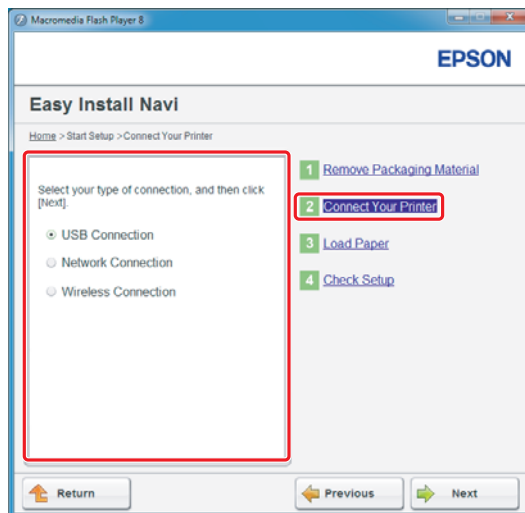 Macromedia Flash Player 8
EPSON
Easy Install Navi
Home > Start Setup >Connect Your Printer
Select your type of connection, and then click
[Next].
USB Connection
Network Connection
Wireless Connection
1 Remove Packaging Material
2 Connect Your Printer
3 Load Paper
4 Check Setup
Return
Previous
Next